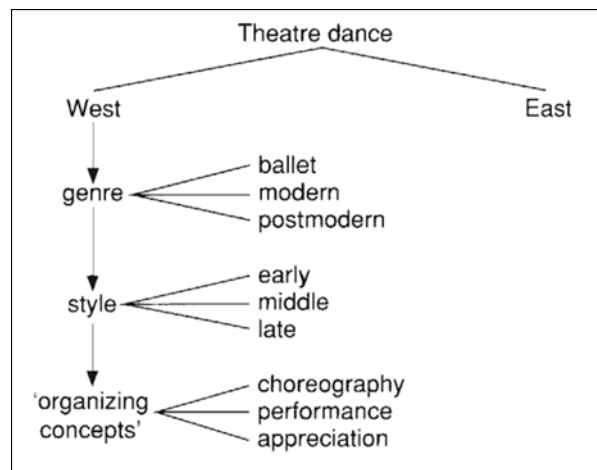 Theatre dance
West
East
genre
ballet
modern
postmodern
style
early
middle
late
'organizing
concepts'
choreography
performance
appreciation